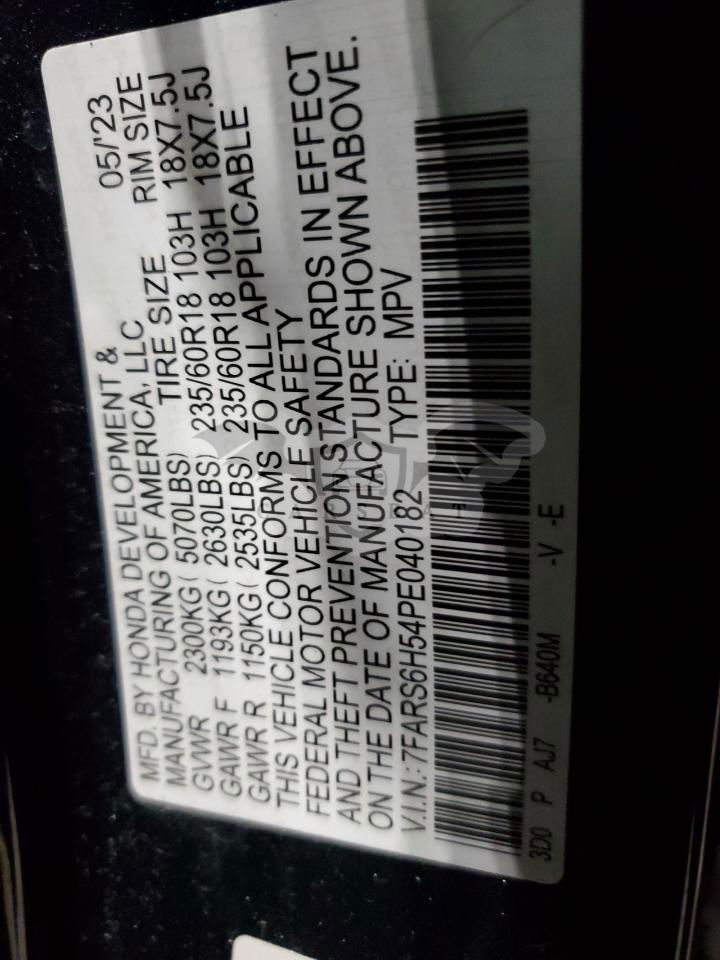 MFD. BY HONDA DEVELOPMENT & 05/'23
MANUFACTURING OF AMERICA, LLC
TIRE SIZE RIM SIZE
GVWR 2300KG( 5070LBS)
GAWR F 1193KG( 2630LBS) 235/60R18 103H 18X7.5J
GAWR R 1150KG( 2535LBS) 235/60R18 103H 18X7.5J
THIS VEHICLE CONFORMS TO ALL APPLICABLE
FEDERAL MOTOR VEHICLE SAFETY
AND THEFT PREVENTION STANDARDS IN EFFECT
ON THE DATE OF MANUFACTURE SHOWN ABOVE.
V.I.N.: 7FARS6H54PE040182 TYPE: MPV
3D0 P AJ7 -B640M -V -E